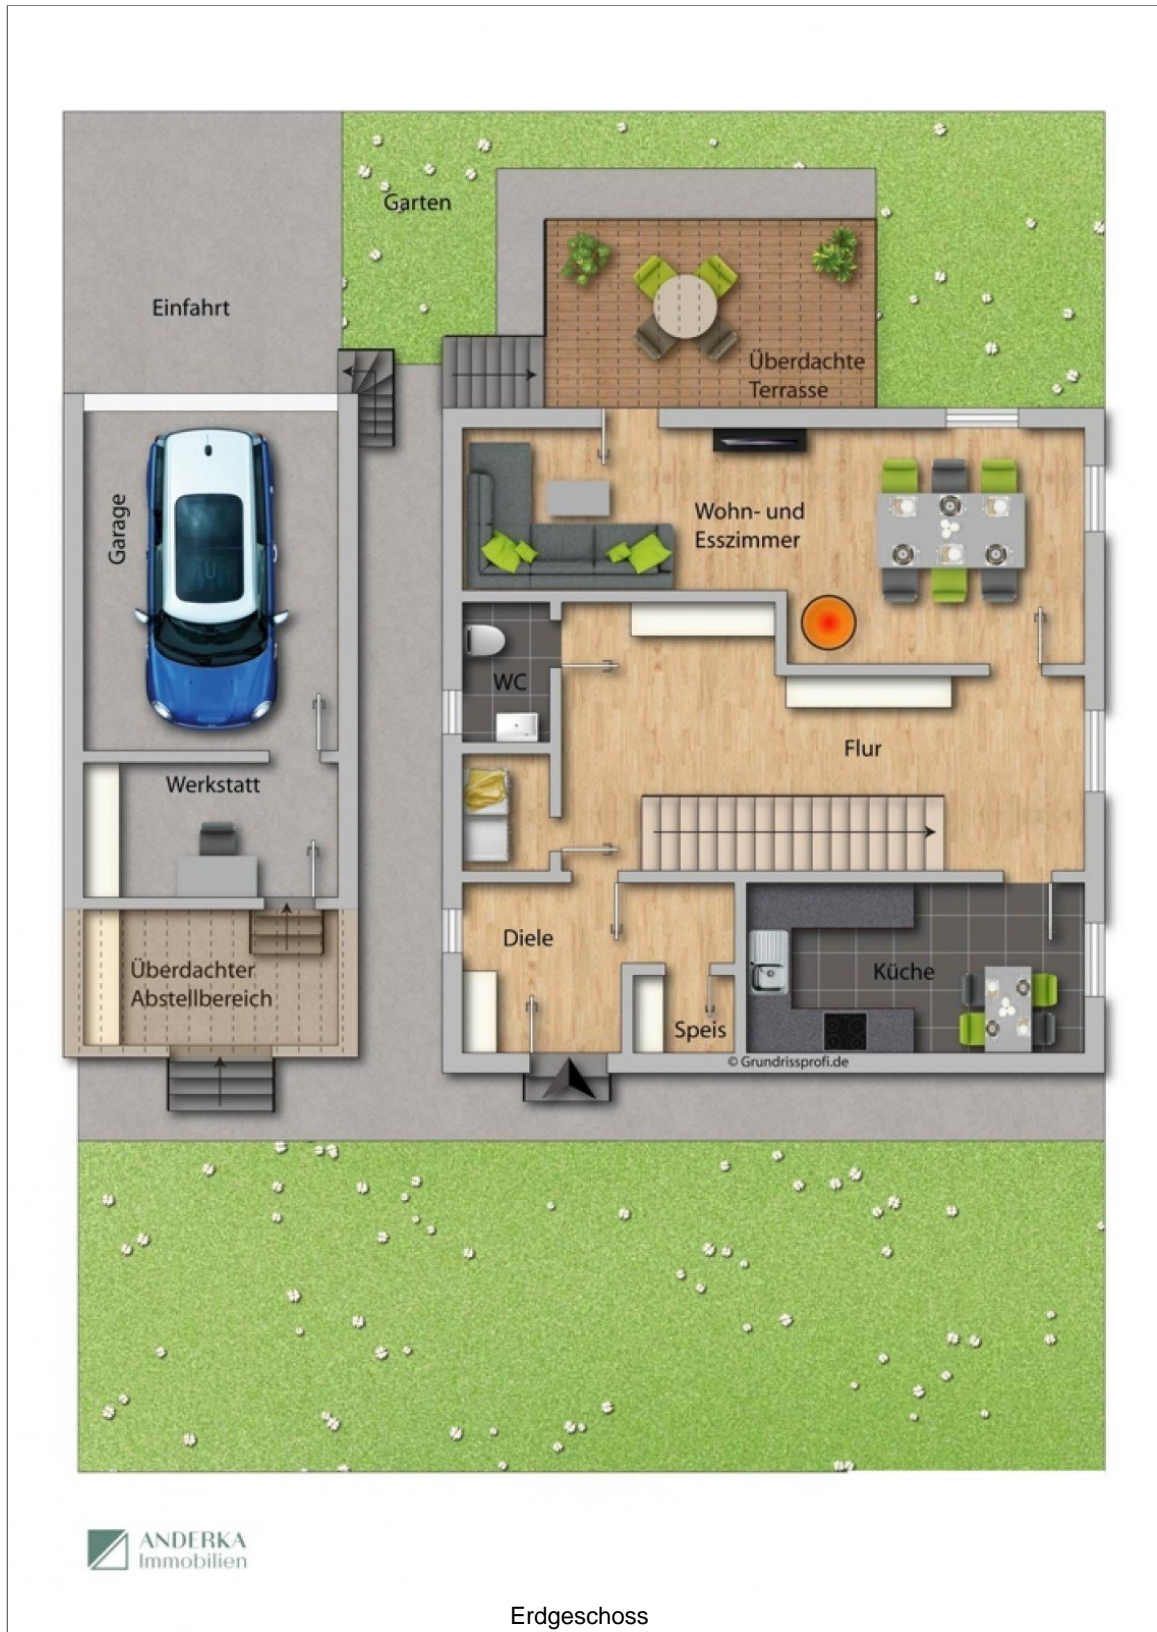 Garten
Einfahrt
Überdachte
Terrasse
Garage
Wohn- und
Esszimmer
WC
Flur
Werkstatt
Diele
Küche
Überdachter
Abstellbereich
Speis
© Grundrissprofi.de
ANDERKA
Immobilien
Erdgeschoss